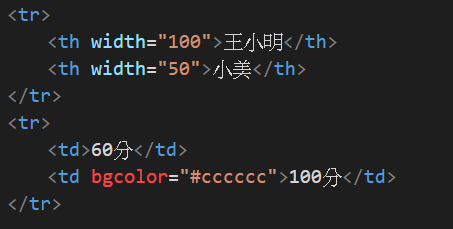 <tr>
    <th width="100">王小明</th>
    <th width="50">小美</th>
</tr>
<tr>
    <td>60分</td>
    <td bgcolor="#cccccc">100分</td>
</tr>